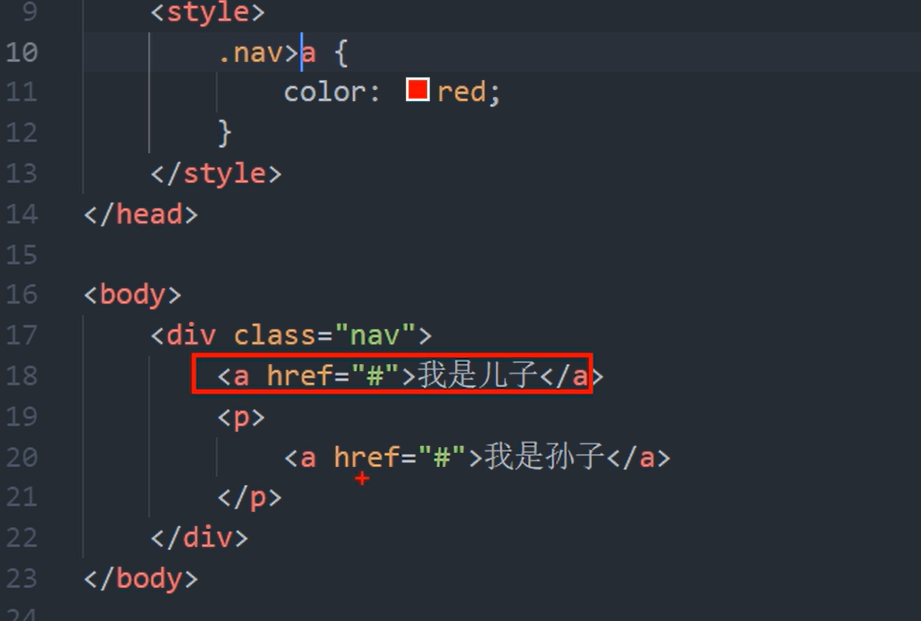 9 <style>
10 .nav>a {
11 color: red;
12 }
13 </style>
14 </head>
15
16 <body>
17 <div class="nav">
18 <a href="#">我是儿子</a>
19 <p>
20 <a href="#">我是孙子</a>
21 </p>
22 </div>
23 </body>
24